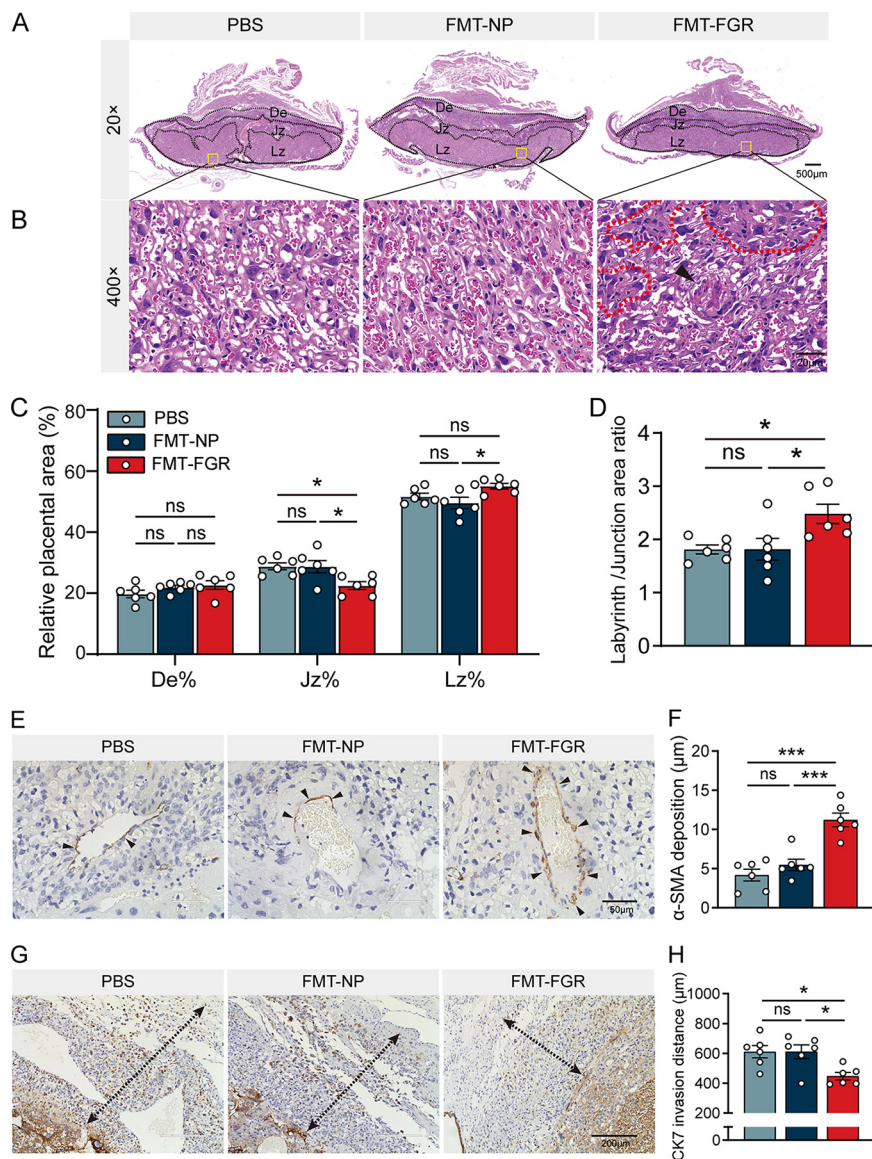 A
PBS
FMT-NP
FMT-FGR
20×
De
Jz
Lz
De
Jz
Lz
De
Jz
Lz
500μm
B
400×
20μm
C
Relative placental area (%)
80
60
40
20
0
PBS
FMT-NP
FMT-FGR
ns
ns
ns
*
ns
*
ns
ns
*
De%
Jz%
Lz%
D
Labyrinth /Junction area ratio
4
3
2
1
0
*
ns
*
E
PBS
FMT-NP
FMT-FGR
50μm
F
α-SMA deposition (μm)
20
15
10
5
0
***
ns
***
G
PBS
FMT-NP
FMT-FGR
200μm
H
CK7 invasion distance (μm)
1000
800
600
400
200
0
*
ns
*